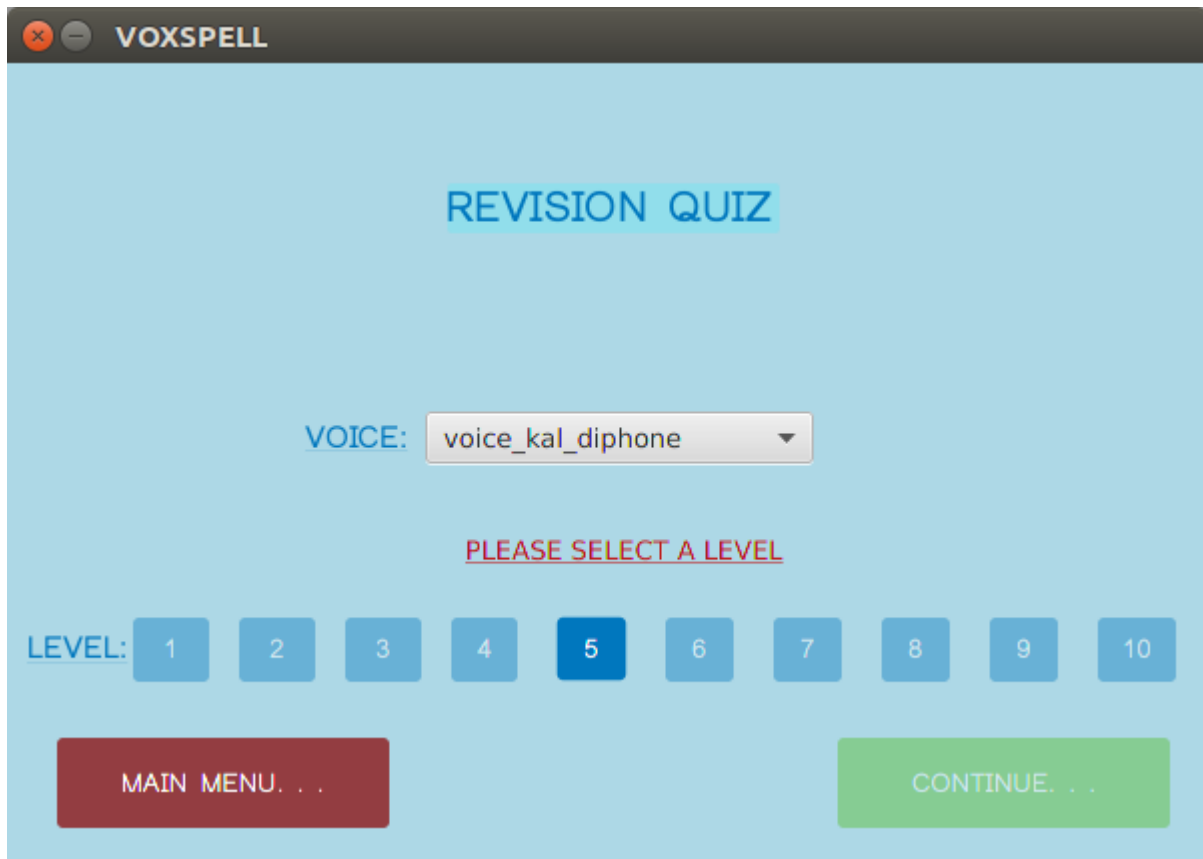 VOXSPELL
REVISION QUIZ
VOICE: voice_kal_diphone
PLEASE SELECT A LEVEL
LEVEL: 1 2 3 4 5 6 7 8 9 10
MAIN MENU. . . CONTINUE. . .